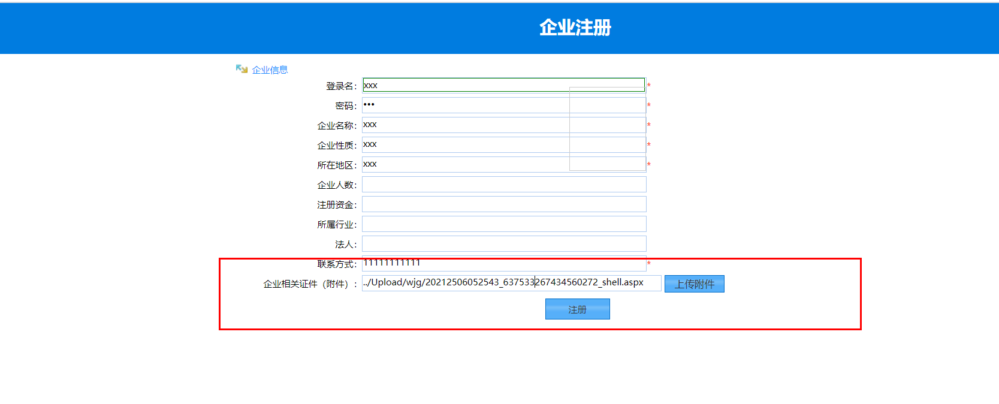 企业注册
企业信息
登录名： xxx *
密码： ••• *
企业名称： xxx *
企业性质： xxx *
所在地区： xxx *
企业人数：
注册资金：
所属行业：
法人：
联系方式： 11111111111 *
企业相关证件（附件）： ../Upload/wjg/20212506052543_637533267434560272_shell.aspx 上传附件
注册